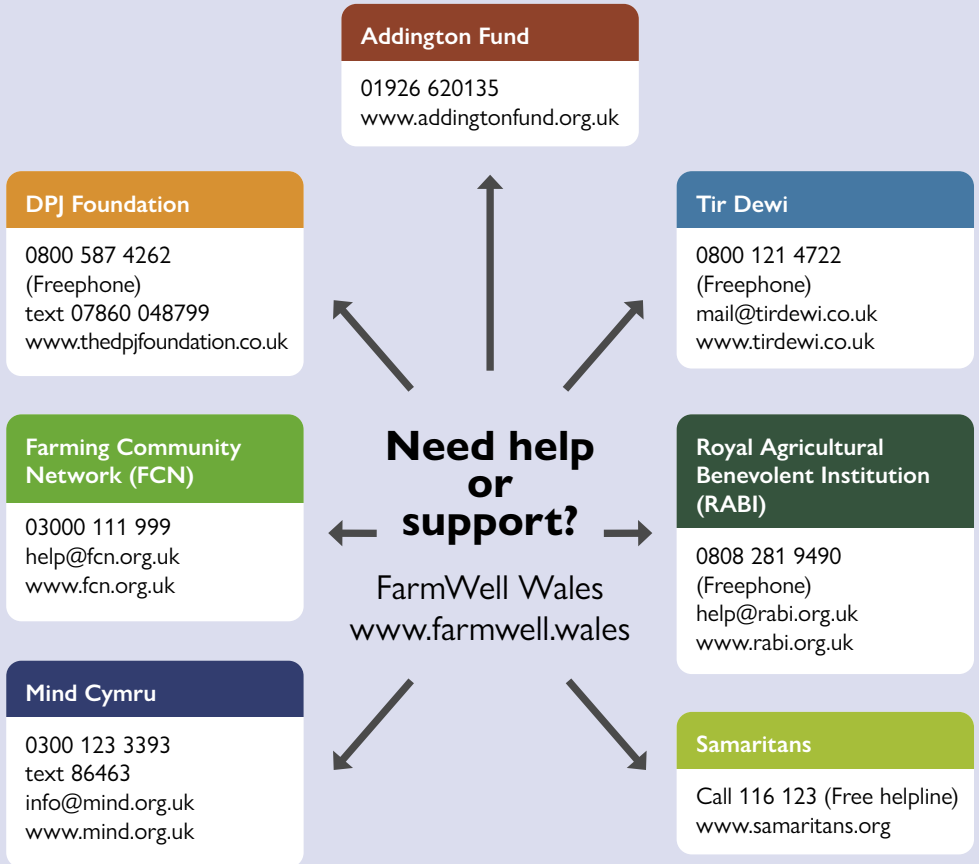 Addington Fund
01926 620135
www.addingtonfund.org.uk
DPJ Foundation
0800 587 4262
(Freephone)
text 07860 048799
www.thedpjfoundation.co.uk
Tir Dewi
0800 121 4722
(Freephone)
mail@tirdewi.co.uk
www.tirdewi.co.uk
Farming Community
Network (FCN)
03000 111 999
help@fcn.org.uk
www.fcn.org.uk
Need help
or
support?
FarmWell Wales
www.farmwell.wales
Royal Agricultural
Benevolent Institution
(RABI)
0808 281 9490
(Freephone)
help@rabi.org.uk
www.rabi.org.uk
Mind Cymru
0300 123 3393
text 86463
info@mind.org.uk
www.mind.org.uk
Samaritans
Call 116 123 (Free helpline)
www.samaritans.org